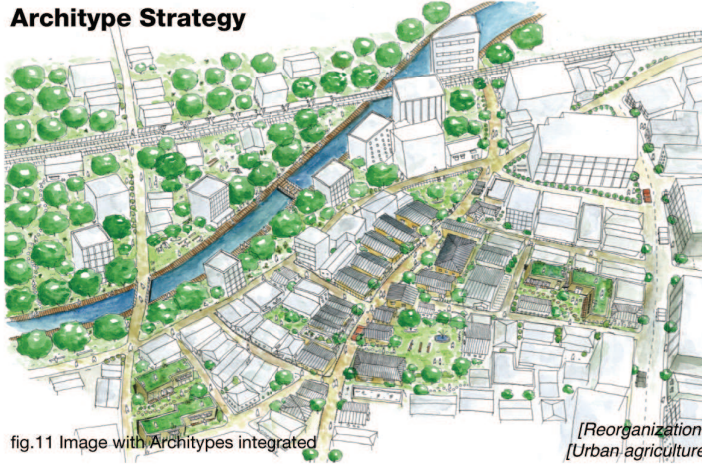 Architype Strategy
fig.11 Image with Architypes integrated
[Reorganization
[Urban agriculture